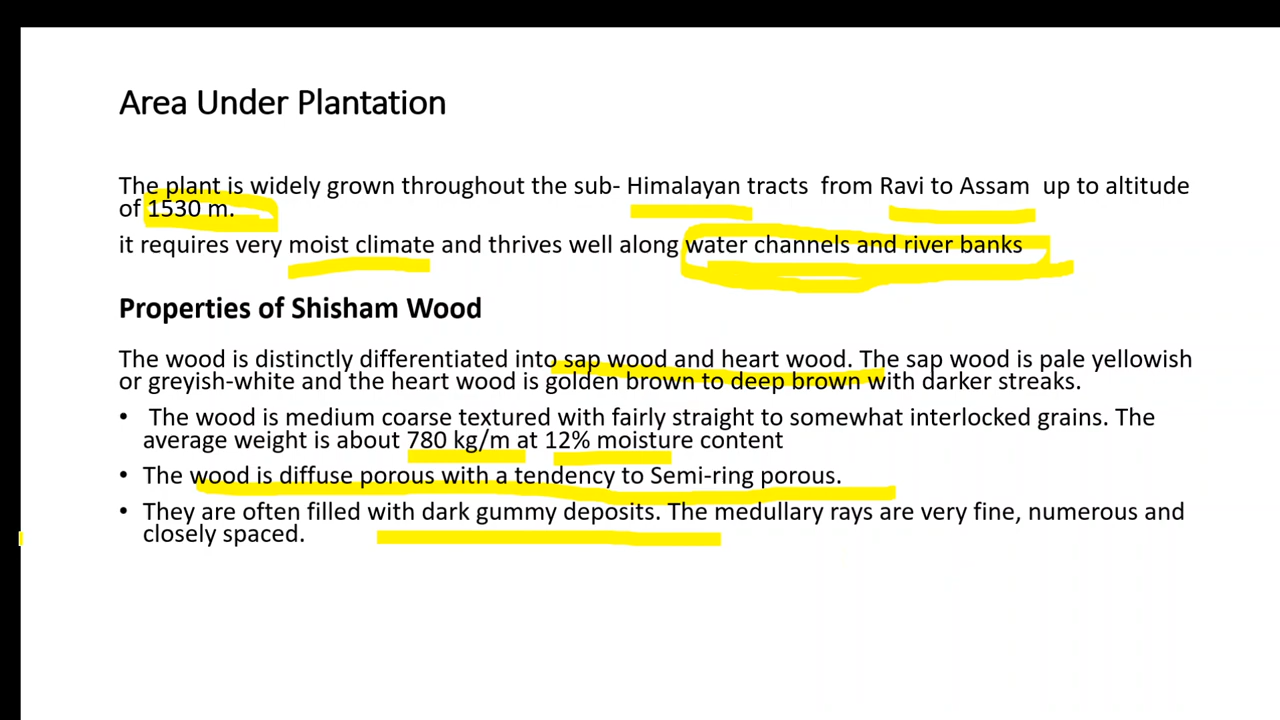 Area Under Plantation
The plant is widely grown throughout the sub- Himalayan tracts from Ravi to Assam up to altitude
of 1530 m.
it requires very moist climate and thrives well along water channels and river banks
Properties of Shisham Wood
The wood is distinctly differentiated into sap wood and heart wood. The sap wood is pale yellowish
or greyish-white and the heart wood is golden brown to deep brown with darker streaks.
• The wood is medium coarse textured with fairly straight to somewhat interlocked grains. The
average weight is about 780 kg/m at 12% moisture content
• The wood is diffuse porous with a tendency to Semi-ring porous.
• They are often filled with dark gummy deposits. The medullary rays are very fine, numerous and
closely spaced.